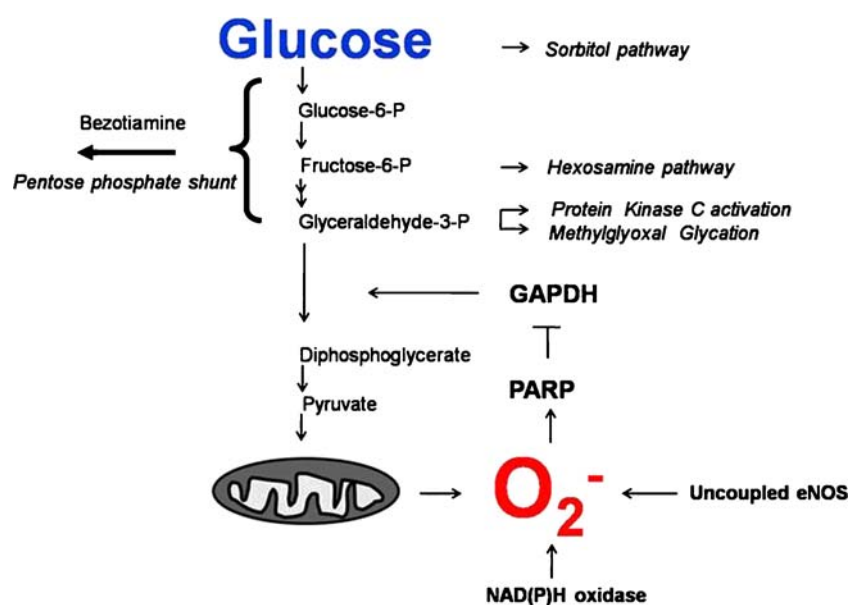 Glucose
→ Sorbitol pathway
Glucose-6-P
Bezotiamine
Pentose phosphate shunt
Fructose-6-P
→ Hexosamine pathway
Glyceraldehyde-3-P
Protein Kinase C activation
Methylglyoxal Glycation
GAPDH
Diphosphoglycerate
PARP
Pyruvate
O₂⁻
Uncoupled eNOS
NAD(P)H oxidase